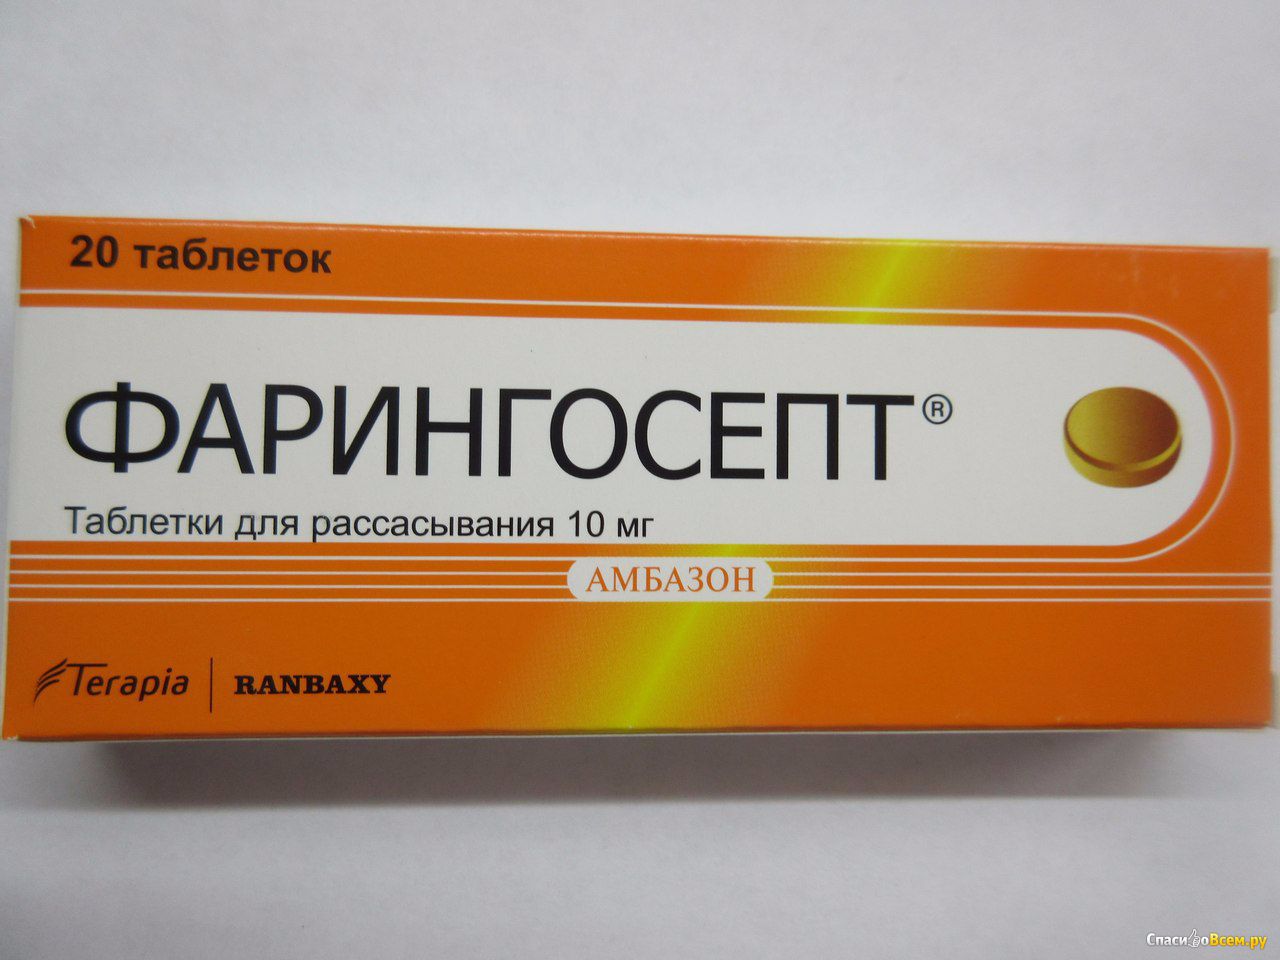 20 таблеток
ФАРИНГОСЕПТ®
Таблетки для рассасывания 10 мг
АМБАЗОН
Terapia RANBAXY
СпасибоВсем.ру